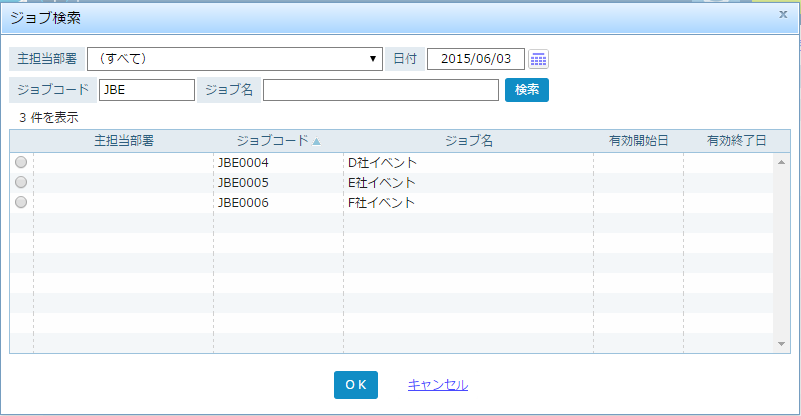 ジョブ検索 x
主担当部署 （すべて） ▼ 日付 2015/06/03
ジョブコード JBE ジョブ名 検索
3 件を表示
主担当部署 ジョブコード ▲ ジョブ名 有効開始日 有効終了日
JBE0004 D社イベント
JBE0005 E社イベント
JBE0006 F社イベント
ＯＫ キャンセル